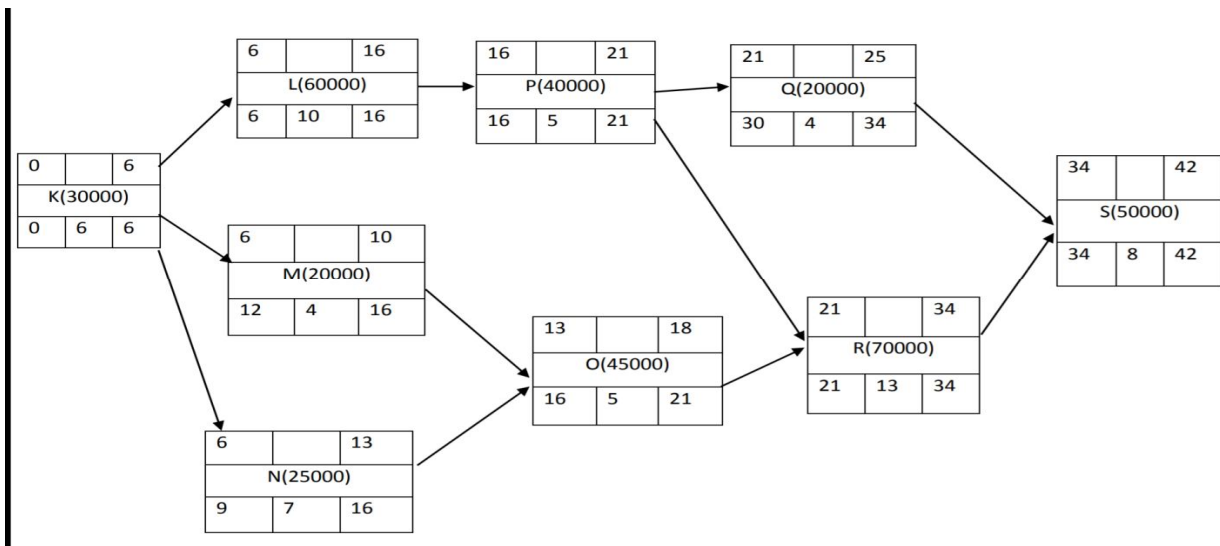 6 16
L(60000)
6 10 16
16 21
P(40000)
16 5 21
21 25
Q(20000)
30 4 34
0 6
K(30000)
0 6 6
34 42
S(50000)
34 8 42
6 10
M(20000)
12 4 16
13 18
O(45000)
16 5 21
21 34
R(70000)
21 13 34
6 13
N(25000)
9 7 16